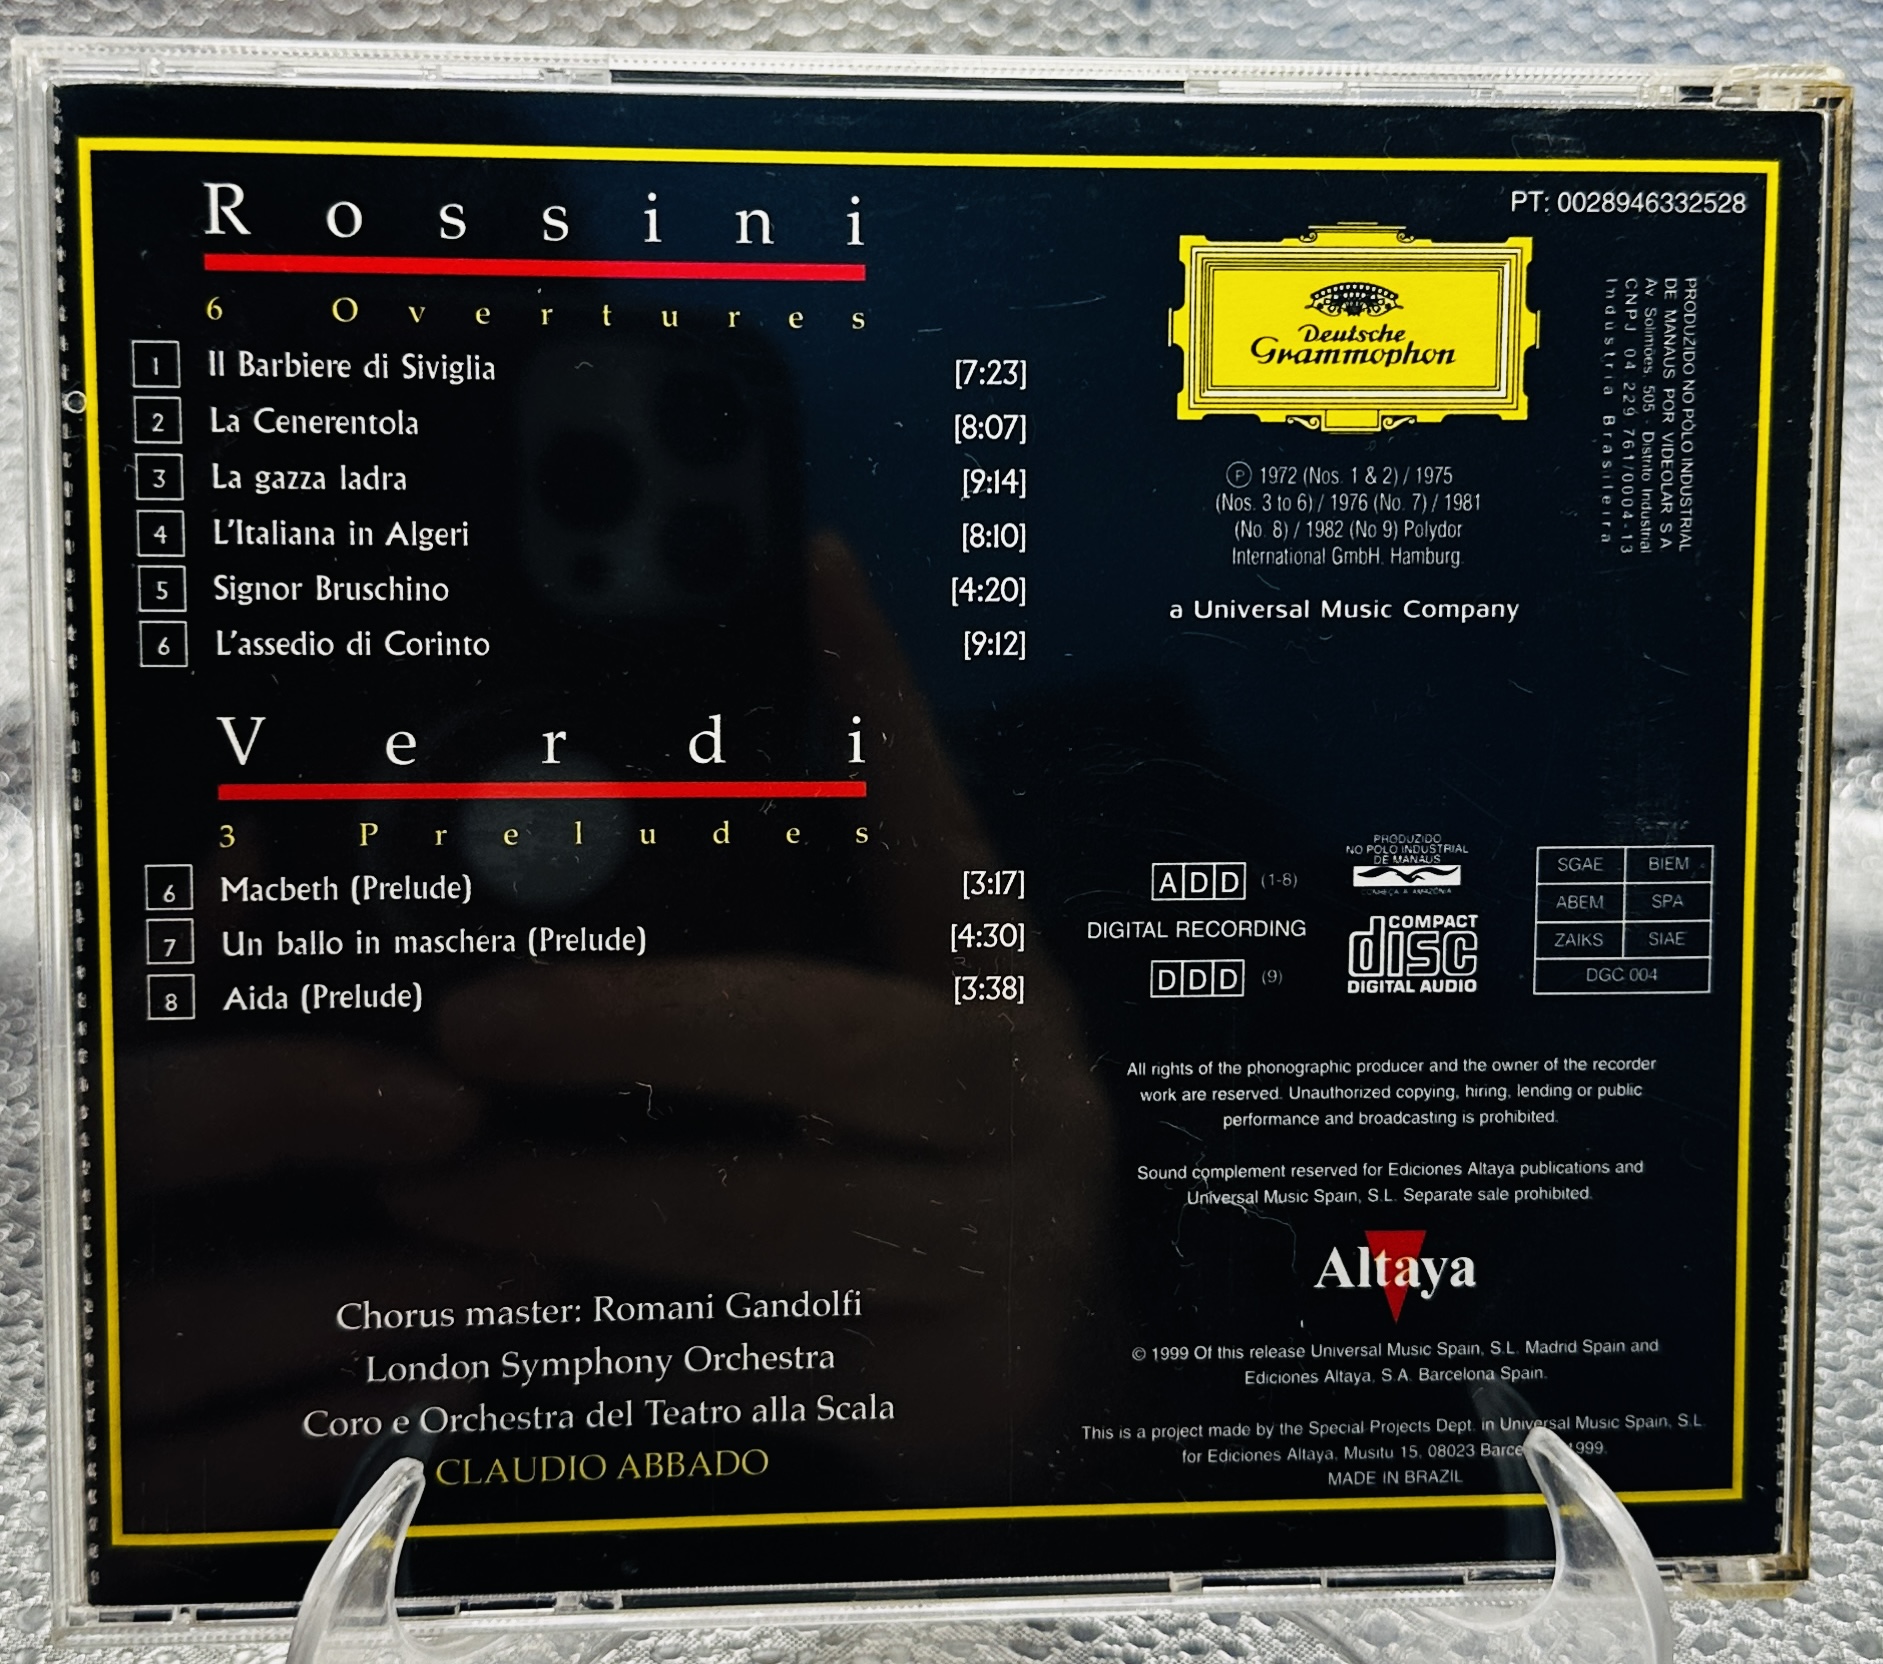 Rossini
6 Overtures
1 Il Barbiere di Siviglia [7:23]
2 La Cenerentola [8:07]
3 La gazza ladra [9:14]
4 L'Italiana in Algeri [8:10]
5 Signor Bruschino [4:20]
6 L'assedio di Corinto [9:12]
Verdi
3 Preludes
6 Macbeth (Prelude) [3:17]
7 Un ballo in maschera (Prelude) [4:30]
8 Aida (Prelude) [3:38]
Chorus master: Romani Gandolfi
London Symphony Orchestra
Coro e Orchestra del Teatro alla Scala
CLAUDIO ABBADO
PT: 0028946332528
Deutsche
Grammophon
PRODUZIDO NO PÓLO INDUSTRIAL
DE MANAUS POR VIDEOLAR S A
Av Solimões, 505 - Distrito Industrial
CNPJ 04 229 761/0004-13
Indústria Brasileira
Ⓟ 1972 (Nos. 1 & 2) / 1975
(Nos. 3 to 6) / 1976 (No. 7) / 1981
(No. 8) / 1982 (No 9) Polydor
International GmbH. Hamburg.
a Universal Music Company
ADD (1-8)
DIGITAL RECORDING
DDD (9)
PRODUZIDO
NO POLO INDUSTRIAL
DE MANAUS
CONHEÇA A AMAZÔNIA
COMPACT
disc
DIGITAL AUDIO
SGAE BIEM
ABEM SPA
ZAIKS SIAE
DGC 004
All rights of the phonographic producer and the owner of the recorder
work are reserved. Unauthorized copying, hiring, lending or public
performance and broadcasting is prohibited.
Sound complement reserved for Ediciones Altaya publications and
Universal Music Spain, S.L. Separate sale prohibited.
Altaya
© 1999 Of this release Universal Music Spain, S.L. Madrid Spain and
Ediciones Altaya, S.A. Barcelona Spain.
This is a project made by the Special Projects Dept. in Universal Music Spain, S.L.
for Ediciones Altaya, Musitu 15, 08023 1999.
MADE IN BRAZIL